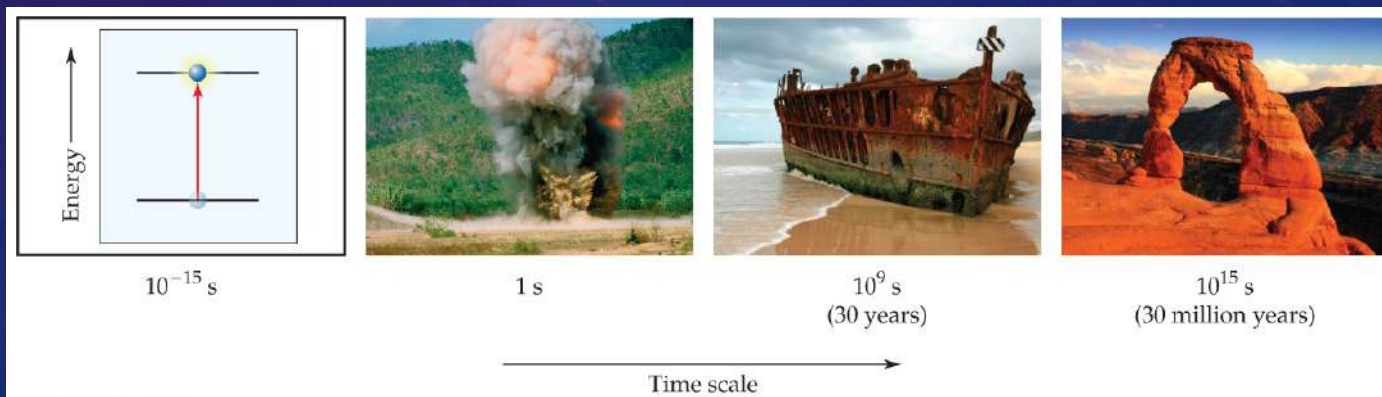 Energy
10⁻¹⁵ s
1 s
10⁹ s
(30 years)
10¹⁵ s
(30 million years)
Time scale